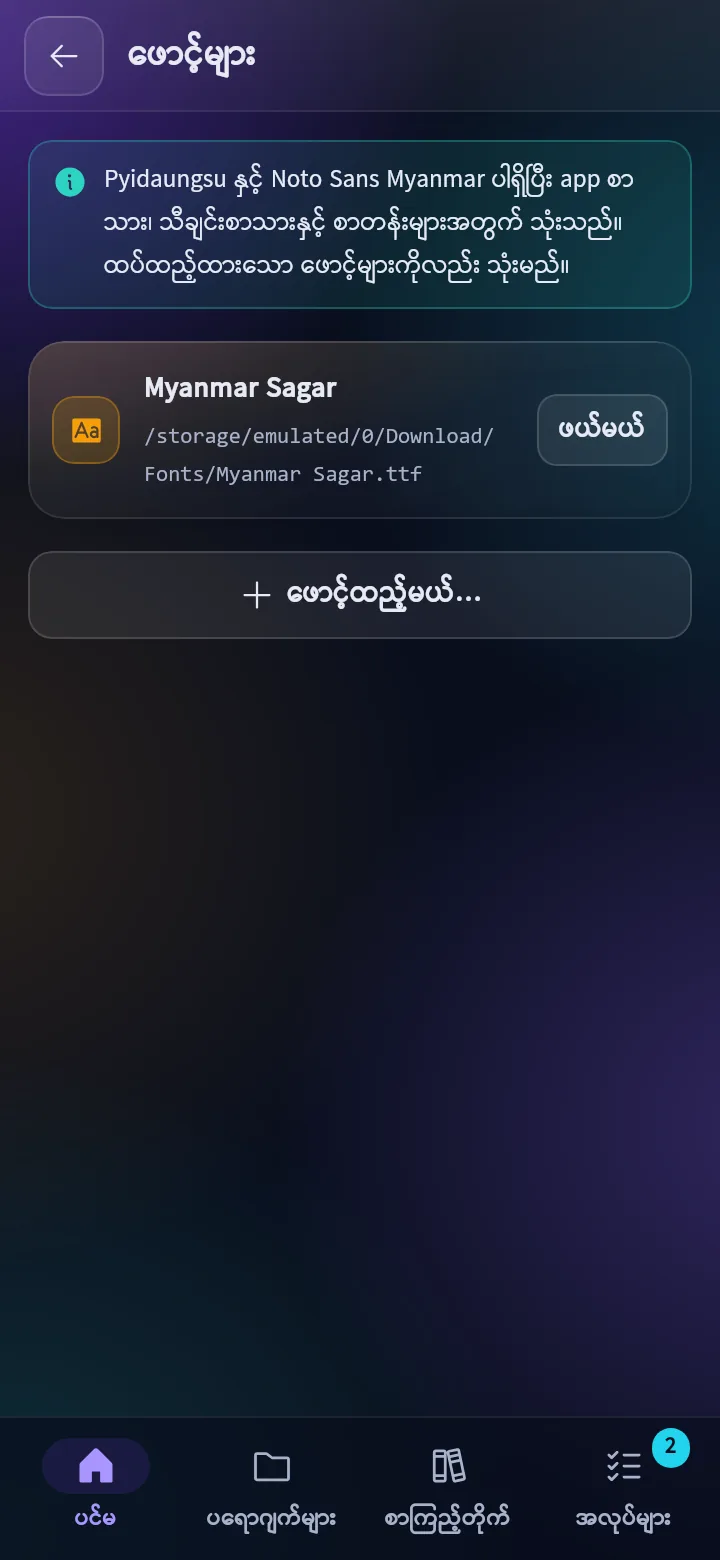 ဖောင့်များ
Pyidaungsu နှင့် Noto Sans Myanmar ပါရှိပြီး app စာ
သား၊ သီချင်းစာသားနှင့် စာတန်းများအတွက် သုံးသည်။
ထပ်ထည့်ထားသော ဖောင့်များကိုလည်း သုံးမည်။
Myanmar Sagar
/storage/emulated/0/Download/
Fonts/Myanmar Sagar.ttf
Aa
ဖယ်မယ်
ဖောင့်ထည့်မယ်...
2
ပင်မ
ပရောဂျက်များ
စာကြည့်တိုက်
အလုပ်များ